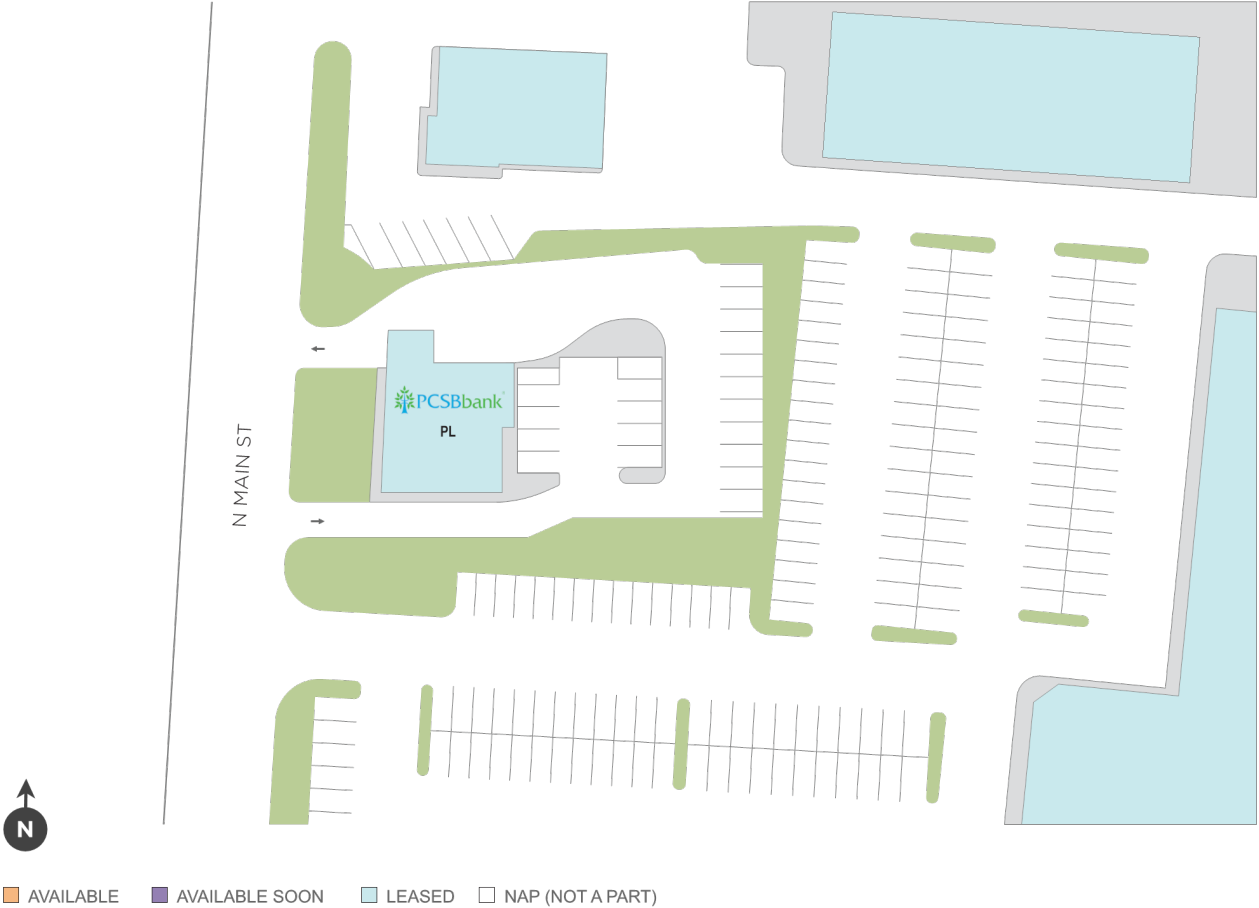 PCSBbank
PL
N MAIN ST
N
AVAILABLE
AVAILABLE SOON
LEASED
NAP (NOT A PART)